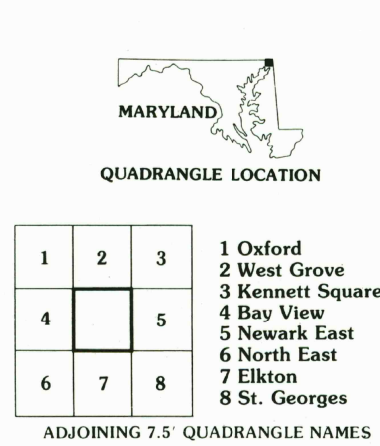 MARYLAND
QUADRANGLE LOCATION
1 2 3
4 5
6 7 8
1 Oxford
2 West Grove
3 Kennett Square
4 Bay View
5 Newark East
6 North East
7 Elkton
8 St. Georges
ADJOINING 7.5′ QUADRANGLE NAMES